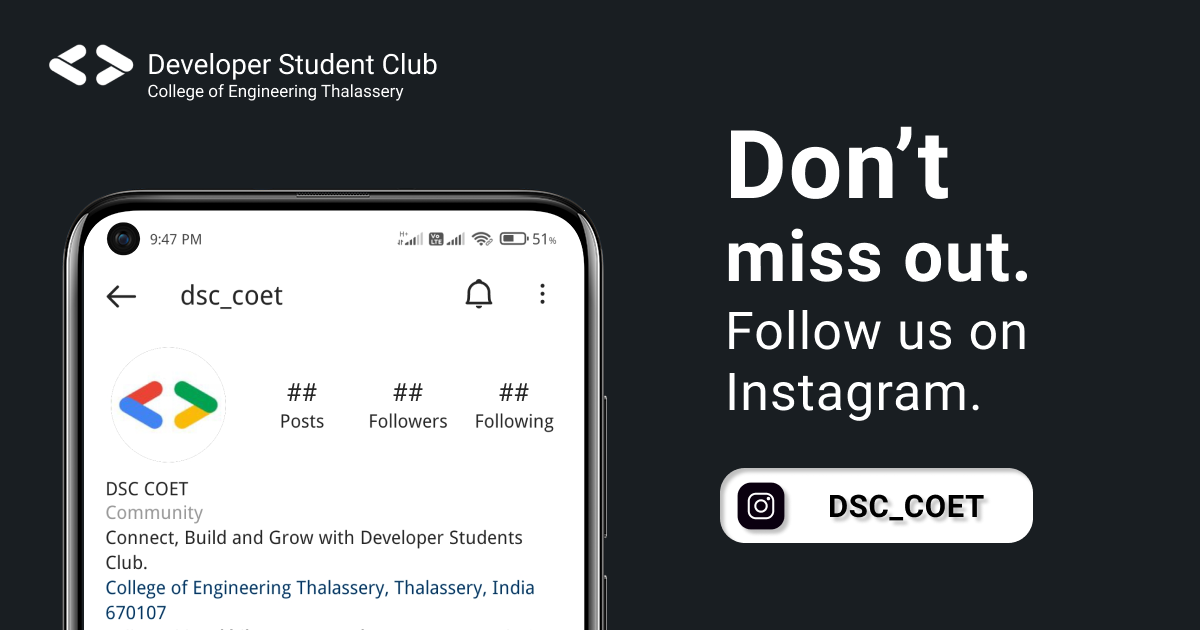 Developer Student Club
College of Engineering Thalassery
Don’t
miss out.
Follow us on
Instagram.
DSC_COET
9:47 PM
H+
Vo
LTE
51%
dsc_coet
## ## ##
Posts Followers Following
DSC COET
Community
Connect, Build and Grow with Developer Students
Club.
College of Engineering Thalassery, Thalassery, India
670107